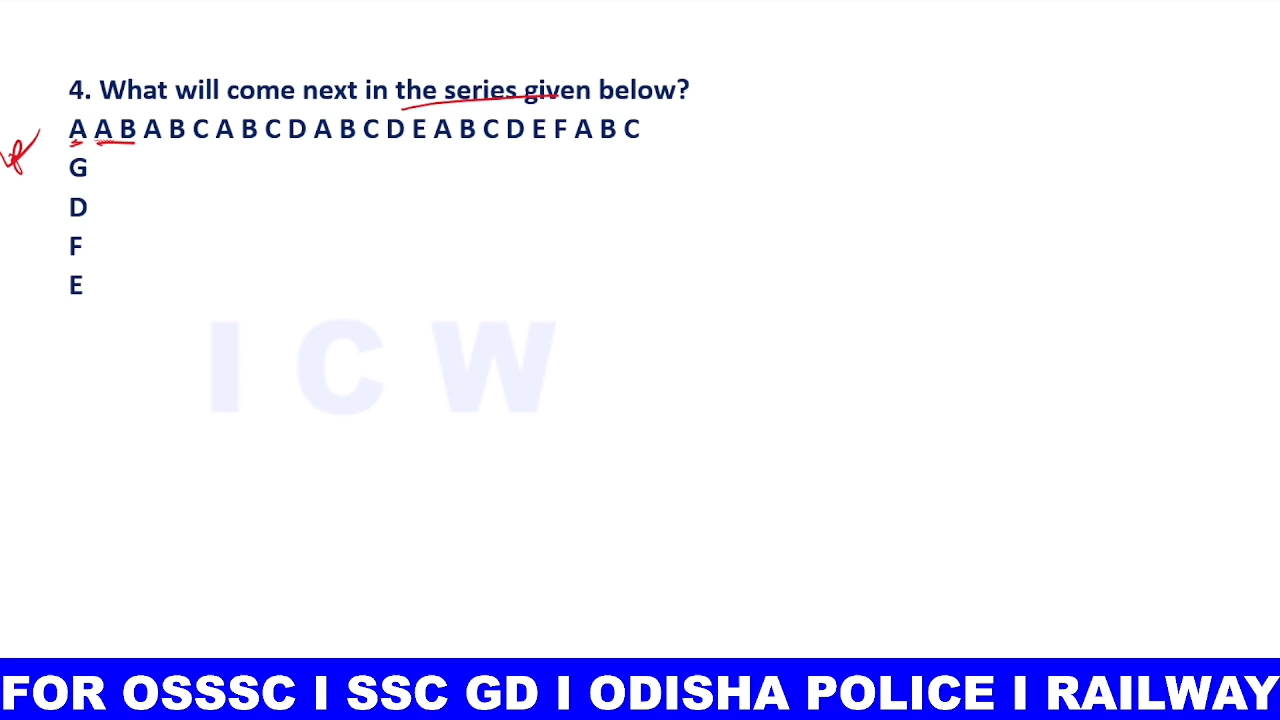 4. What will come next in the series given below?
A A B A B C A B C D A B C D E A B C D E F A B C
G
D
F
E
I C W
FOR OSSSC I SSC GD I ODISHA POLICE I RAILWAY